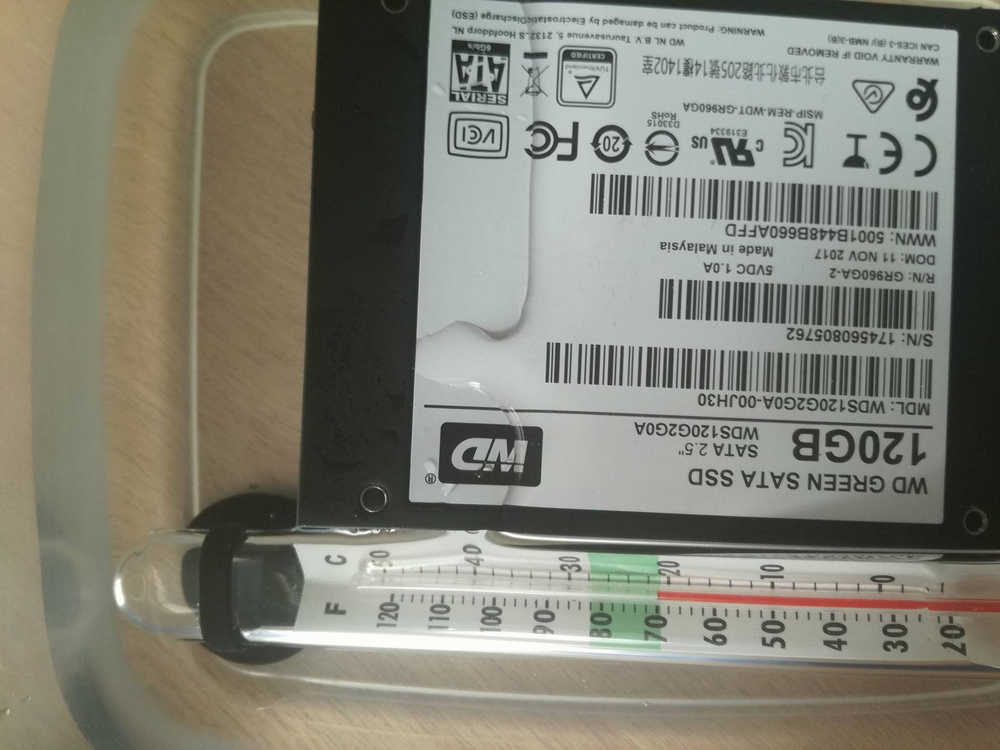 WD GREEN SATA SSD
120GB
SATA 2.5"
WDS120G2G0A
WD®
MDL: WDS120G2G0A-00JH30
S/N: 174560805762
R/N: GR960GA-2 5VDC 1.0A
DOM: 11 NOV 2017 Made in Malaysia
WWN: 5001B448B660AFFD
CE
c UL® US
E319334
D33015
RoHS
20
FC
VCI
MSIP-REM-WDT-GR960GA
台北市敦化北路205號14樓1402室
TÜVRheinland®
CERTIFIED
SERIAL
ATA
6Gb/s
WARRANTY VOID IF REMOVED
WD NL B.V. Taurusavenue 5, 2132LS Hoofddorp NL
CAN ICES-3 (B)/ NMB-3(B)
WARNING: Product can be damaged by ElectrostaticDischarge (ESD)
C
50 40 30 20 10 0
F
120 110 100 90 80 70 60 50 40 30 20